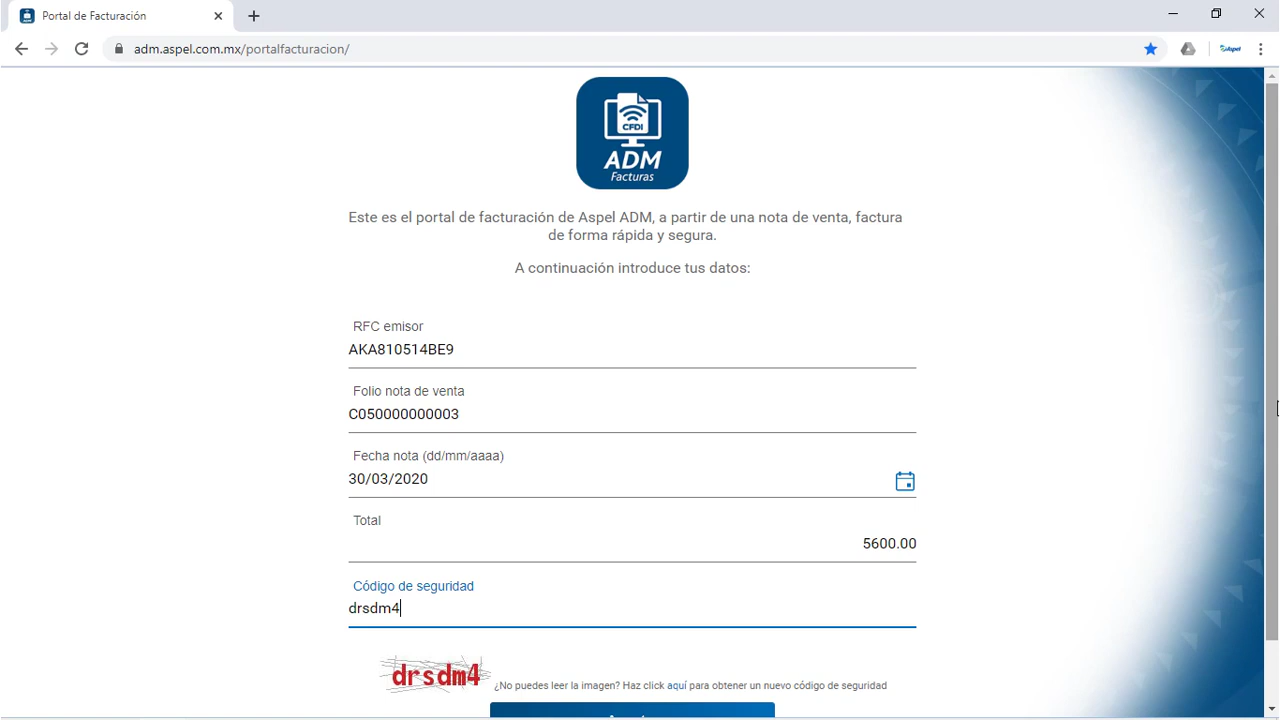 Portal de Facturación
adm.aspel.com.mx/portalfacturacion/
Aspel
CFDI
ADM
Facturas
Este es el portal de facturación de Aspel ADM, a partir de una nota de venta, factura
de forma rápida y segura.
A continuación introduce tus datos:
RFC emisor
AKA810514BE9
Folio nota de venta
C050000000003
Fecha nota (dd/mm/aaaa)
30/03/2020
Total
5600.00
Código de seguridad
drsdm4
drsdm4
¿No puedes leer la imagen? Haz click aquí para obtener un nuevo código de seguridad